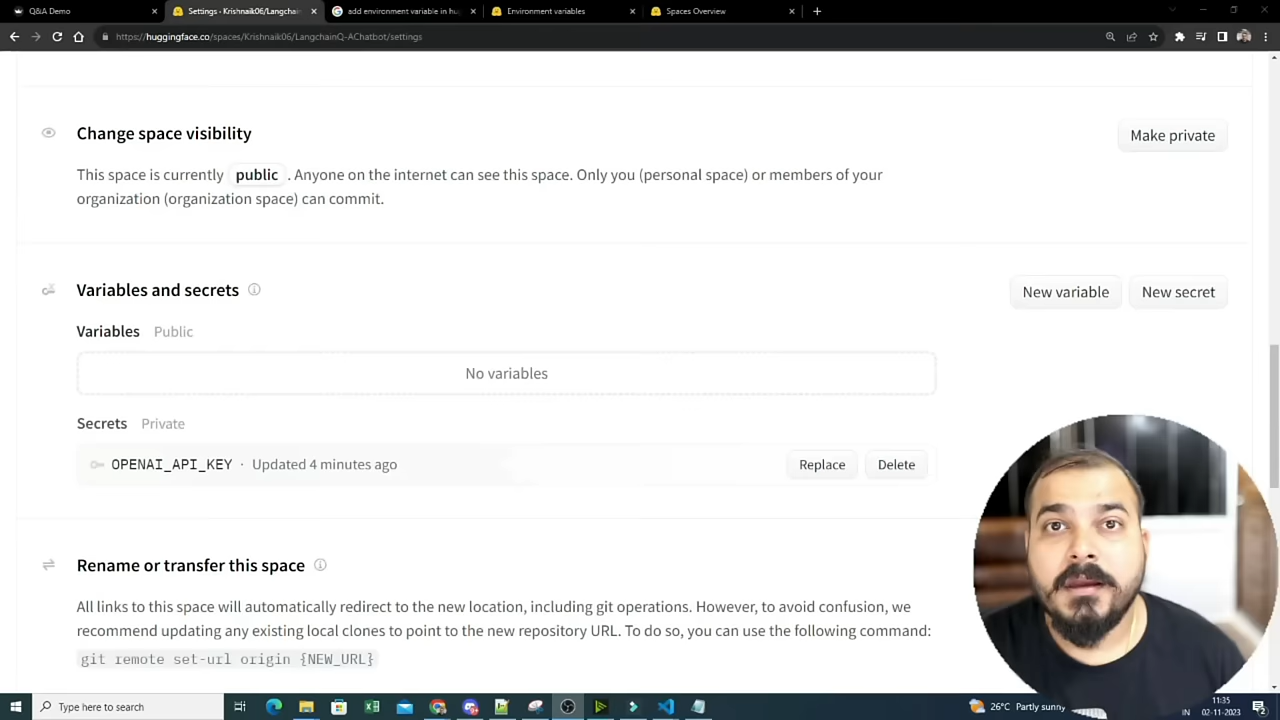 Q&A Demo
Settings - Krishnaik06/Langchain
add environment variable in hu
Environment variables
Spaces Overview
https://huggingface.co/spaces/Krishnaik06/LangchainQ-AChatbot/settings
Change space visibility
Make private
This space is currently public . Anyone on the internet can see this space. Only you (personal space) or members of your
organization (organization space) can commit.
Variables and secrets
New variable
New secret
Variables Public
No variables
Secrets Private
OPENAI_API_KEY · Updated 4 minutes ago
Replace
Delete
Rename or transfer this space
All links to this space will automatically redirect to the new location, including git operations. However, to avoid confusion, we
recommend updating any existing local clones to point to the new repository URL. To do so, you can use the following command:
git remote set-url origin {NEW_URL}
Type here to search
26°C Partly sunny
IN
11:35
02-11-2023